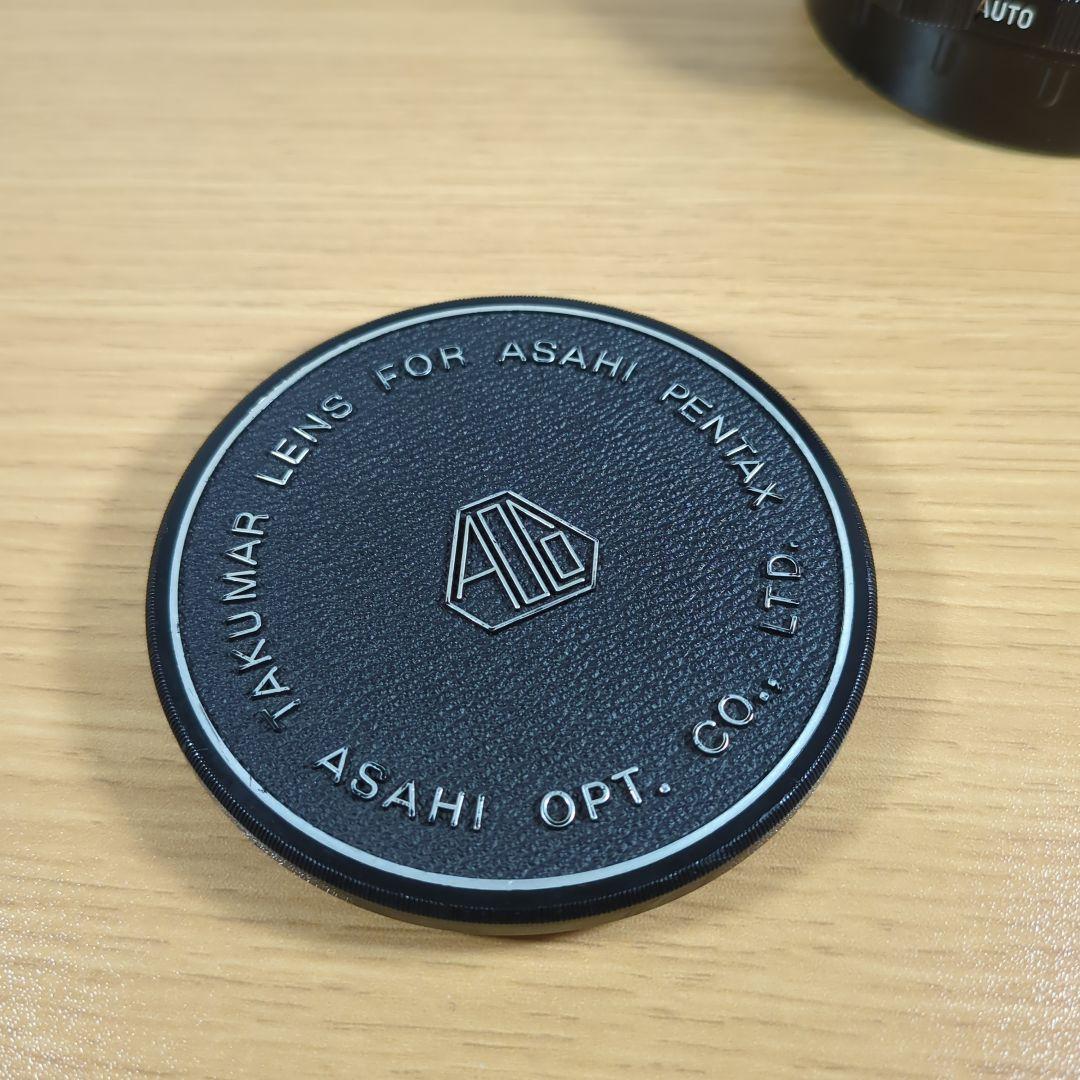 AUTO
TAKUMAR LENS FOR ASAHI PENTAX
AOCo
ASAHI OPT. CO., LTD.